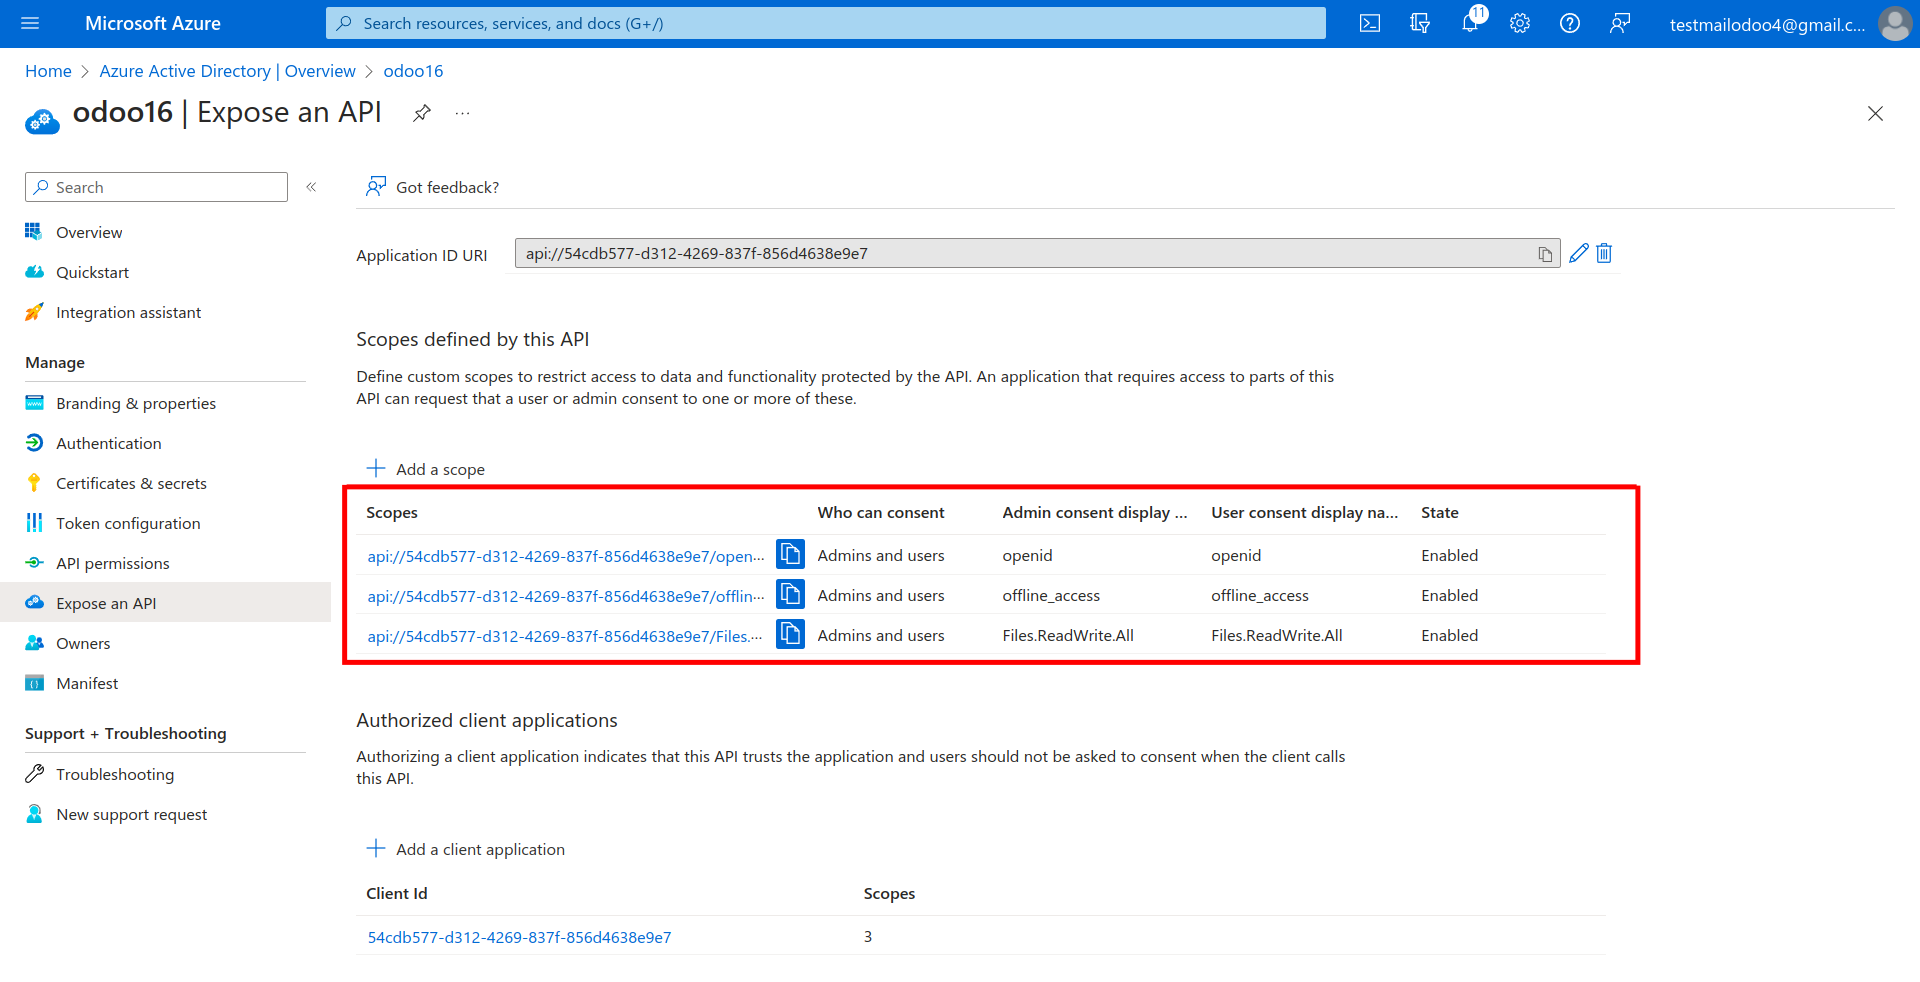 Microsoft Azure
Search resources, services, and docs (G+/)
11
testmailodoo4@gmail.c...
Home > Azure Active Directory | Overview > odoo16
odoo16 | Expose an API
...
Search
«
Got feedback?
Overview
Quickstart
Integration assistant
Manage
Branding & properties
Authentication
Certificates & secrets
Token configuration
API permissions
Expose an API
Owners
Manifest
Support + Troubleshooting
Troubleshooting
New support request
Application ID URI
api://54cdb577-d312-4269-837f-856d4638e9e7
Scopes defined by this API
Define custom scopes to restrict access to data and functionality protected by the API. An application that requires access to parts of this
API can request that a user or admin consent to one or more of these.
Add a scope
Scopes Who can consent Admin consent display ... User consent display na... State
api://54cdb577-d312-4269-837f-856d4638e9e7/open... Admins and users openid openid Enabled
api://54cdb577-d312-4269-837f-856d4638e9e7/offlin... Admins and users offline_access offline_access Enabled
api://54cdb577-d312-4269-837f-856d4638e9e7/Files.... Admins and users Files.ReadWrite.All Files.ReadWrite.All Enabled
Authorized client applications
Authorizing a client application indicates that this API trusts the application and users should not be asked to consent when the client calls
this API.
Add a client application
Client Id Scopes
54cdb577-d312-4269-837f-856d4638e9e7 3